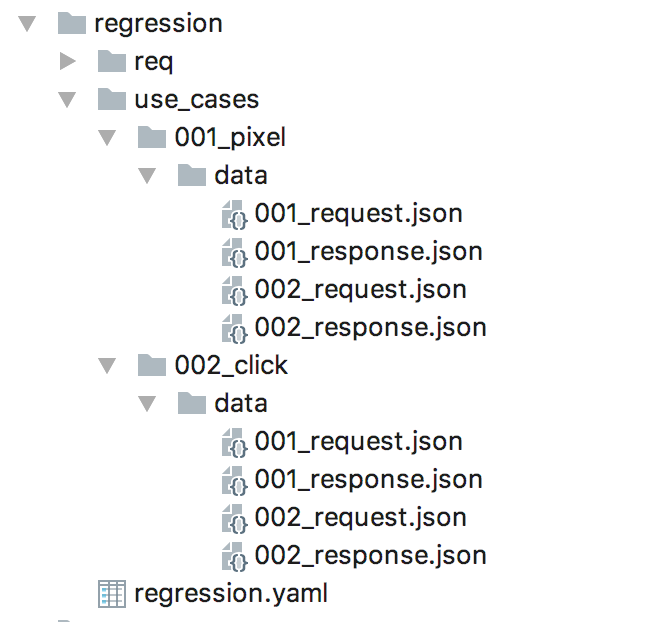 regression
req
use_cases
001_pixel
data
001_request.json
001_response.json
002_request.json
002_response.json
002_click
data
001_request.json
001_response.json
002_request.json
002_response.json
regression.yaml